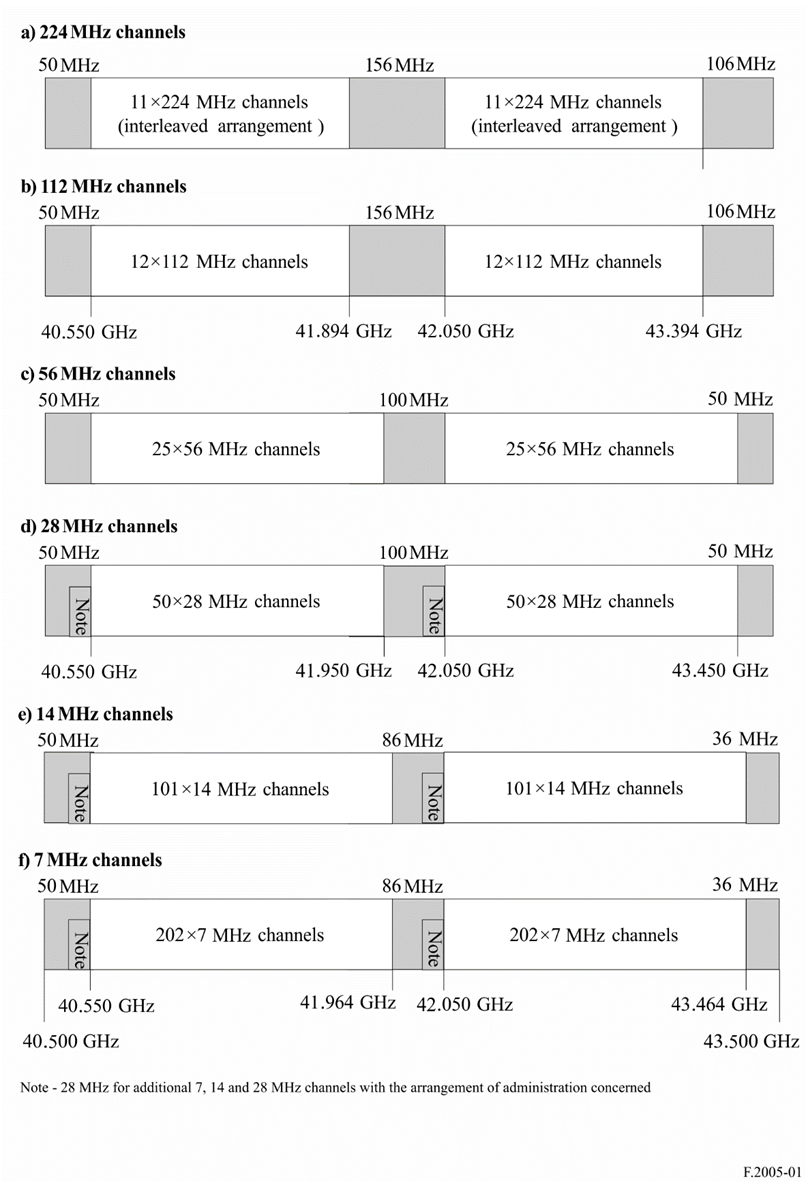 a) 224 MHz channels
50 MHz 156 MHz 106 MHz
11×224 MHz channels 11×224 MHz channels
(interleaved arrangement ) (interleaved arrangement )
b) 112 MHz channels
50 MHz 156 MHz 106 MHz
12×112 MHz channels 12×112 MHz channels
40.550 GHz 41.894 GHz 42.050 GHz 43.394 GHz
c) 56 MHz channels
50 MHz 100 MHz 50 MHz
25×56 MHz channels 25×56 MHz channels
d) 28 MHz channels
50 MHz 100 MHz 50 MHz
Note 50×28 MHz channels Note 50×28 MHz channels
40.550 GHz 41.950 GHz 42.050 GHz 43.450 GHz
e) 14 MHz channels
50 MHz 86 MHz 36 MHz
Note 101×14 MHz channels Note 101×14 MHz channels
f) 7 MHz channels
50 MHz 86 MHz 36 MHz
Note 202×7 MHz channels Note 202×7 MHz channels
40.550 GHz 41.964 GHz 42.050 GHz 43.464 GHz
40.500 GHz 43.500 GHz
Note - 28 MHz for additional 7, 14 and 28 MHz channels with the arrangement of administration concerned
F.2005-01